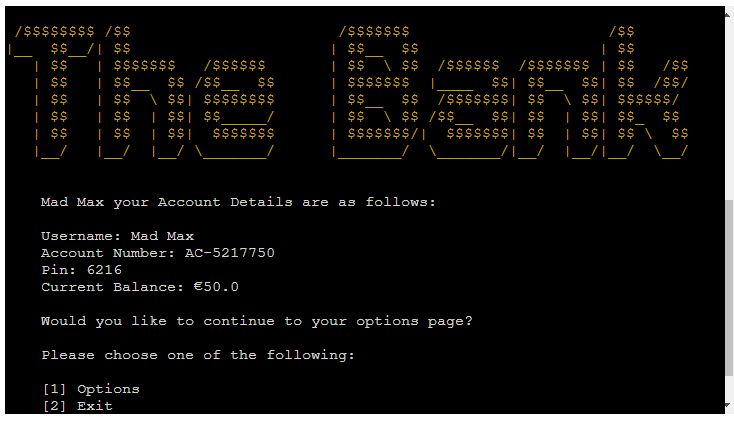 The Bank
Mad Max your Account Details are as follows:
Username: Mad Max
Account Number: AC-5217750
Pin: 6216
Current Balance: €50.0
Would you like to continue to your options page?
Please choose one of the following:
[1] Options
[2] Exit